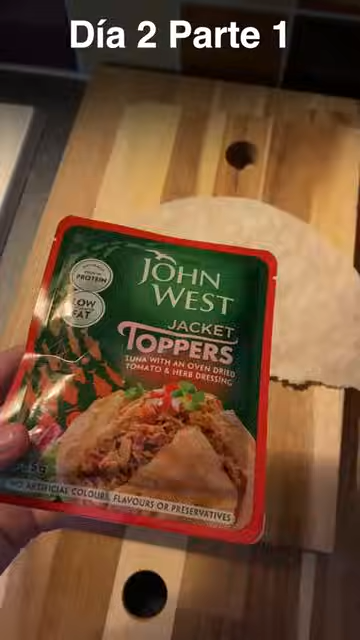 Día 2 Parte 1
PROTEIN
LOW
FAT
JOHN
WEST
JACKET
TOPPERS
TUNA WITH AN OVEN DRIED
TOMATO & HERB DRESSING
NO ARTIFICIAL COLOURS, FLAVOURS OR PRESERVATIVES